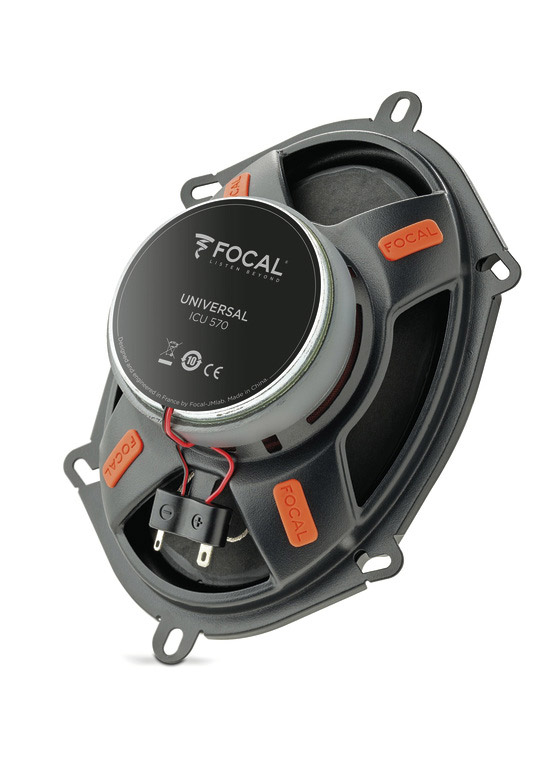 FOCAL
FOCAL
FOCAL®
LISTEN BEYOND
UNIVERSAL
ICU 570
10
CE
Designed and engineered in France by Focal-JMlab. Made in China.
FOCAL
FOCAL
- +